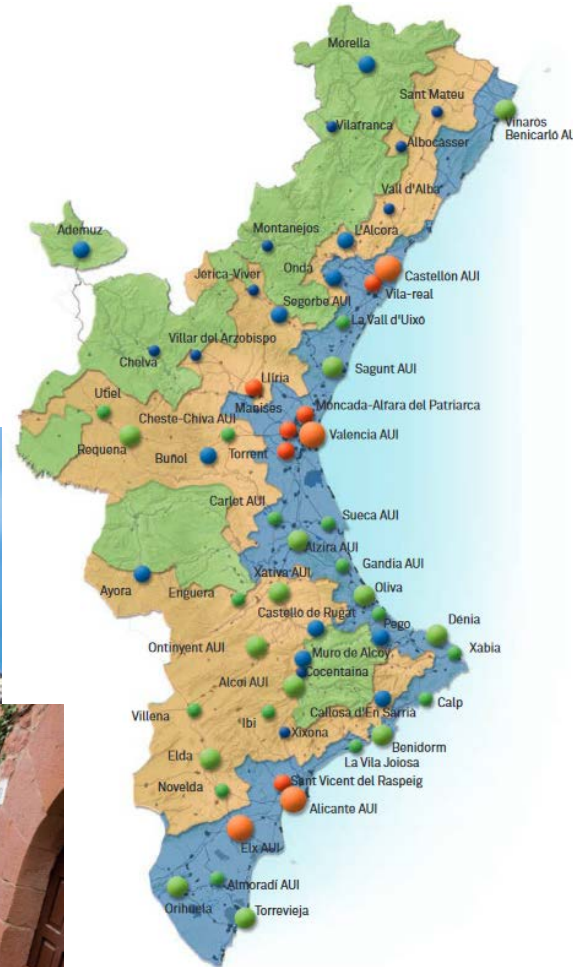 Morella
Sant Mateu
Vilafranca
Vinaros
Benicarló AU
Albocàsser
Vall d'Alba
Ademuz
Montanejos
L'Alcora
Jerica-Viver
Onda
Castellón AUI
Vila-real
Segorbe AUI
La Vall d'Uixó
Villar del Arzobispo
Chelva
Sagunt AUI
Llíria
Utiel
Manises
Moncada-Alfara del Patriarca
Cheste-Chiva AUI
Valencia AUI
Requena
Buñol
Torrent
Carlet AUI
Sueca AUI
Alzira AUI
Gandia AUI
Xativa AUI
Ayora
Enguera
Oliva
Castelló de Rugat
Pego
Dénia
Ontinyent AUI
Muro de Alcoy
Xabia
Cocentaina
Alcoi AUI
Villena
Ibi
Callosa d'En Sarria
Calp
Xixona
Benidorm
La Vila Joiosa
Elda
Sant Vicent del Raspeig
Novelda
Alicante AUI
Elx AUI
Almoradí AUI
Orihuela
Torrevieja